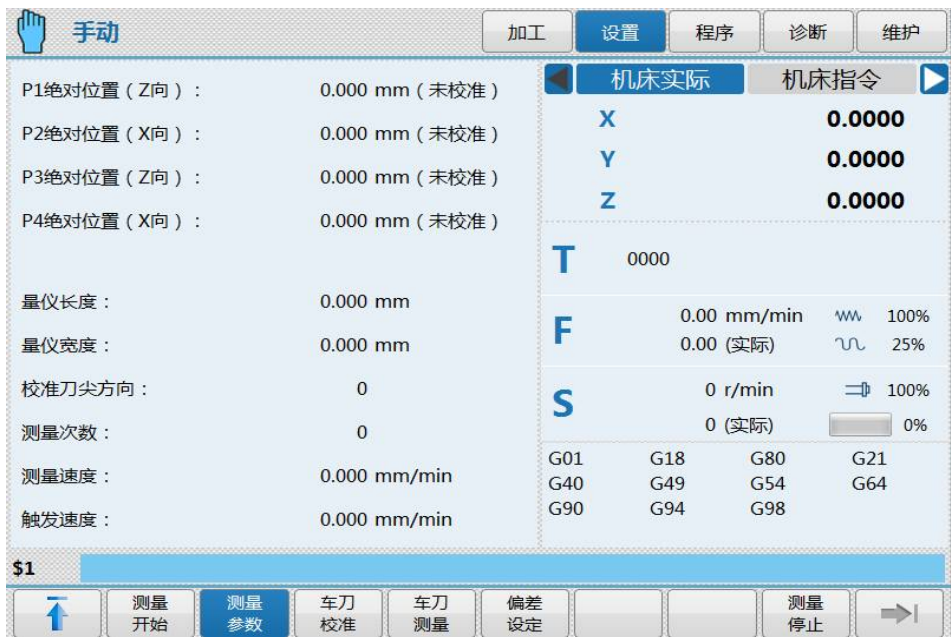 手动
加工 设置 程序 诊断 维护
P1绝对位置（Z向）： 0.000 mm（未校准）
P2绝对位置（X向）： 0.000 mm（未校准）
P3绝对位置（Z向）： 0.000 mm（未校准）
P4绝对位置（X向）： 0.000 mm（未校准）
量仪长度： 0.000 mm
量仪宽度： 0.000 mm
校准刀尖方向： 0
测量次数： 0
测量速度： 0.000 mm/min
触发速度： 0.000 mm/min
机床实际 机床指令
X 0.0000
Y 0.0000
Z 0.0000
T 0000
F 0.00 mm/min 100%
0.00 (实际) 25%
S 0 r/min 100%
0 (实际) 0%
G01 G18 G80 G21
G40 G49 G54 G64
G90 G94 G98
$1
测量
开始
测量
参数
车刀
校准
车刀
测量
偏差
设定
测量
停止